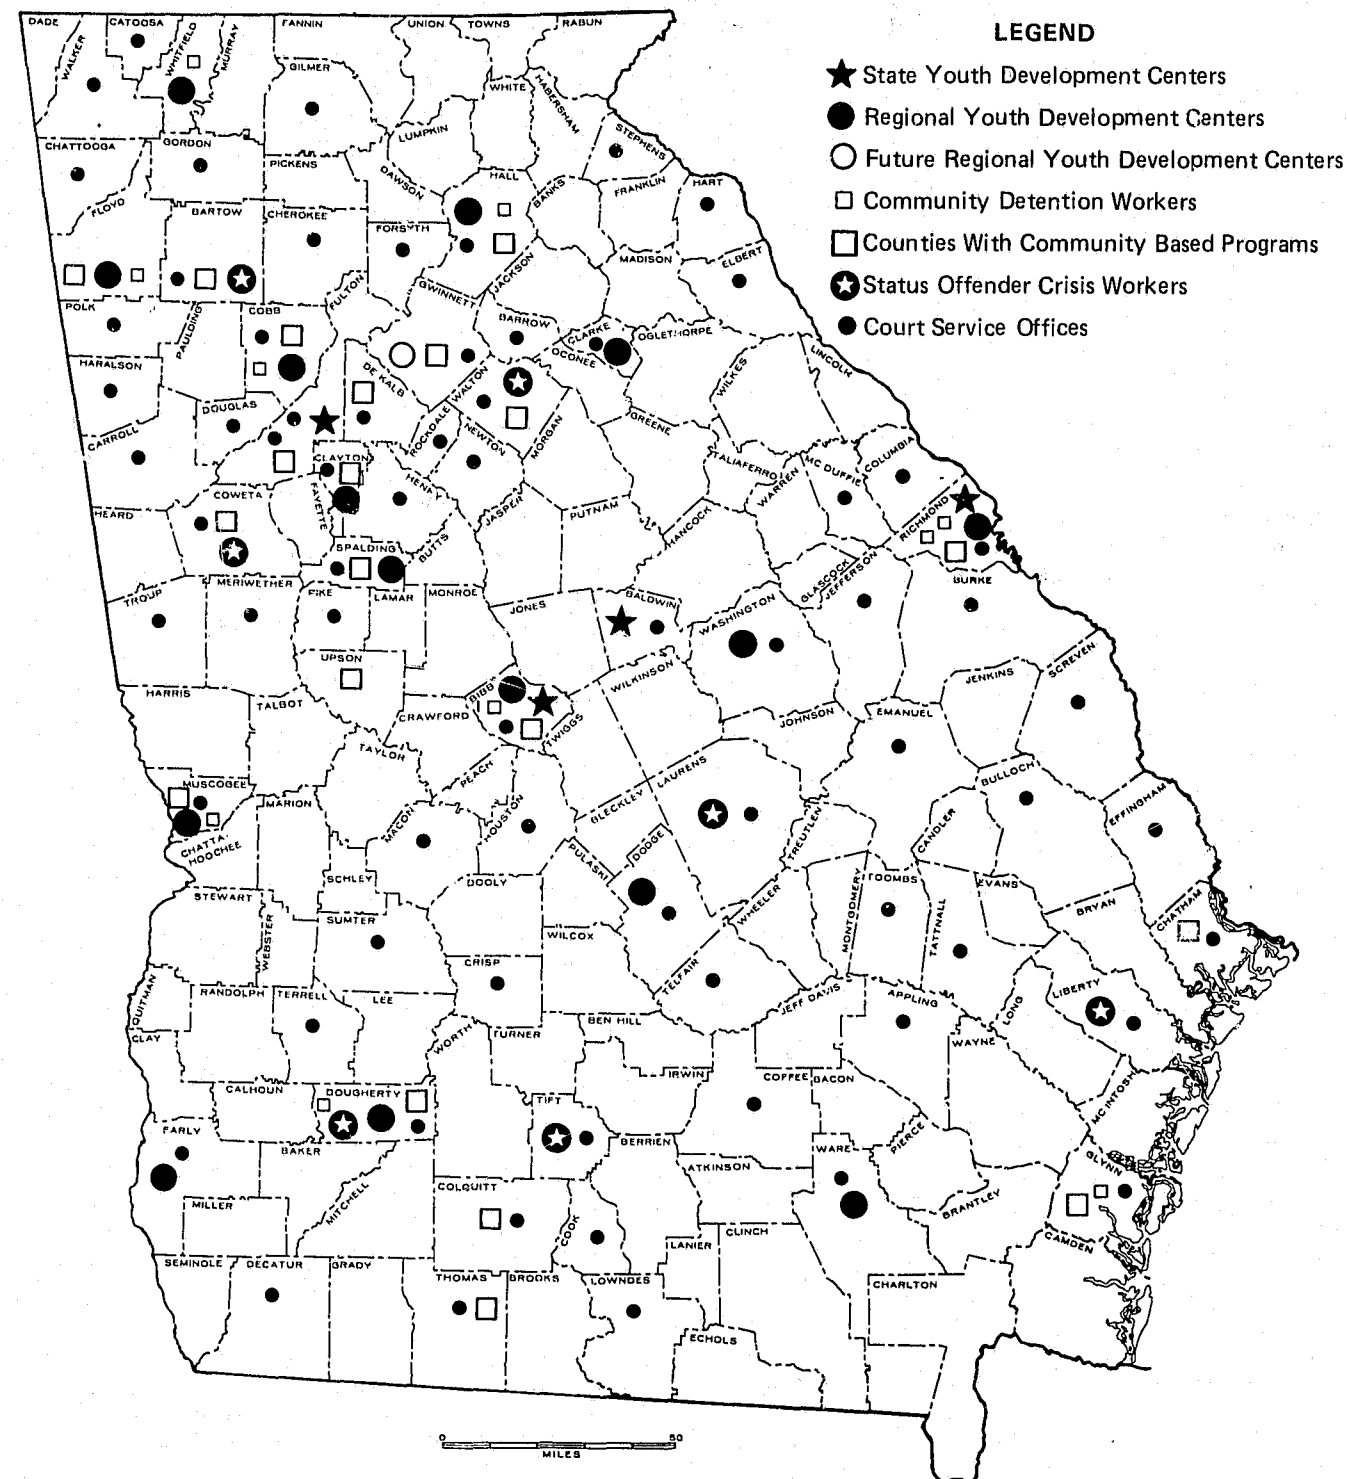 LEGEND
State Youth Development Centers
Regional Youth Development Centers
Future Regional Youth Development Centers
Community Detention Workers
Counties With Community Based Programs
Status Offender Crisis Workers
Court Service Offices
DADE
CATOOSA
FANNIN
UNION
TOWNS
RABUN
WALKER
WHITFIELD
MURRAY
GILMER
WHITE
HABERSHAM
LUMPKIN
STEPHENS
CHATTOOGA
GORDON
PICKENS
DAWSON
HALL
BANKS
FRANKLIN
HART
FLOYD
BARTOW
CHEROKEE
FORSYTH
JACKSON
MADISON
ELBERT
POLK
PAULDING
COBB
FULTON
GWINNETT
BARROW
CLARKE
OCONEE
OGLETHORPE
WILKES
LINCOLN
HARALSON
DOUGLAS
DE KALB
WALTON
ROCKDALE
NEWTON
MORGAN
GREENE
CARROLL
CLAYTON
HENRY
TALIAFERRO
WARREN
MC DUFFIE
COLUMBIA
HEARD
COWETA
FAYETTE
SPALDING
BUTTS
JASPER
PUTNAM
HANCOCK
GLASCOCK
JEFFERSON
RICHMOND
BURKE
TROUP
MERIWETHER
PIKE
LAMAR
MONROE
JONES
BALDWIN
WASHINGTON
UPSON
BIBB
WILKINSON
JENKINS
SCREVEN
HARRIS
TALBOT
CRAWFORD
TWIGGS
JOHNSON
EMANUEL
TAYLOR
PEACH
MUSCOGEE
MARION
MACON
HOUSTON
BLECKLEY
LAURENS
TREUTLEN
CANDLER
BULLOCH
EFFINGHAM
CHATTA-
HOOCHEE
SCHLEY
DOOLY
PULASKI
DODGE
WHEELER
MONTGOMERY
TOOMBS
TATTNALL
EVANS
BRYAN
CHATHAM
STEWART
WEBSTER
SUMTER
CRISP
WILCOX
TELFAIR
JEFF DAVIS
APPLING
LONG
LIBERTY
QUITMAN
RANDOLPH
TERRELL
LEE
WORTH
TURNER
BEN HILL
WAYNE
CLAY
CALHOUN
DOUGHERTY
TIFT
IRWIN
COFFEE
BACON
PIERCE
MC INTOSH
EARLY
BAKER
MITCHELL
COLQUITT
COOK
BERRIEN
ATKINSON
WARE
BRANTLEY
GLYNN
MILLER
LANIER
CLINCH
CAMDEN
SEMINOLE
DECATUR
GRADY
THOMAS
BROOKS
LOWNDES
ECHOLS
CHARLTON
0 50
MILES